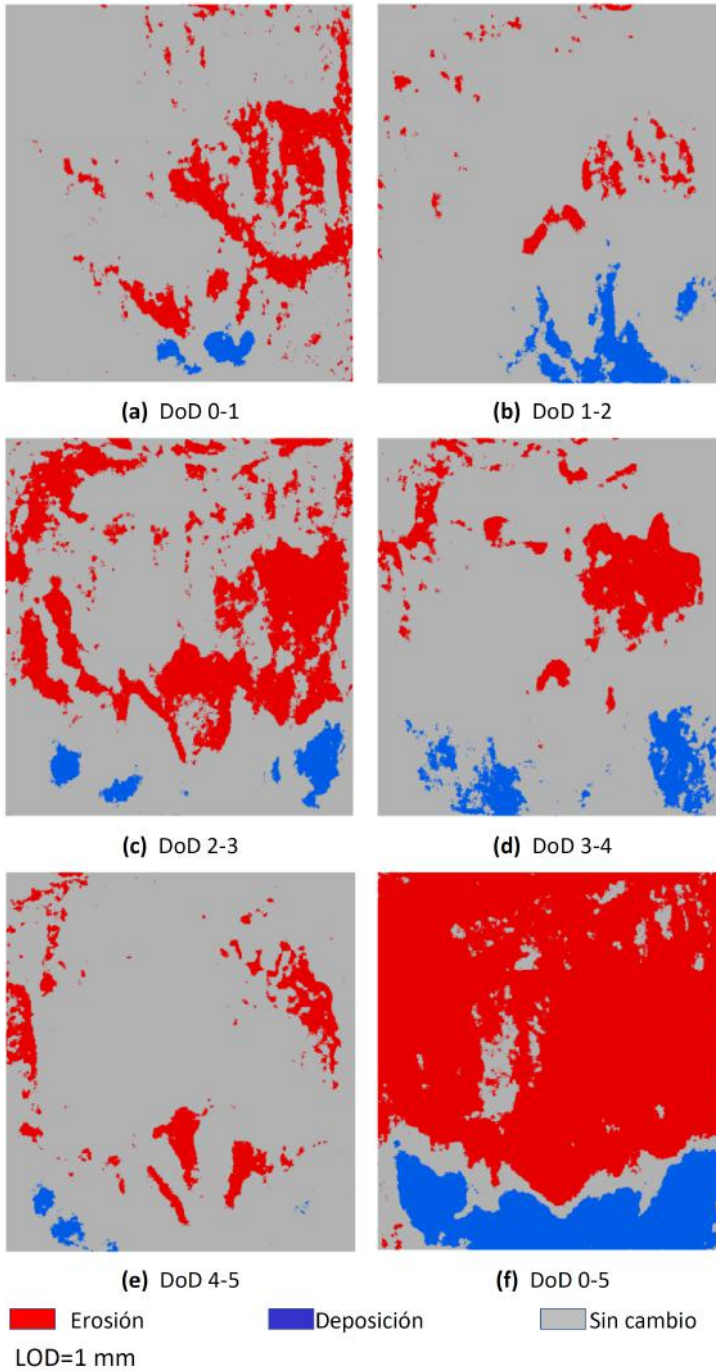 (a) DoD 0-1
(b) DoD 1-2
(c) DoD 2-3
(d) DoD 3-4
(e) DoD 4-5
(f) DoD 0-5
Erosión
Deposición
Sin cambio
LOD=1 mm